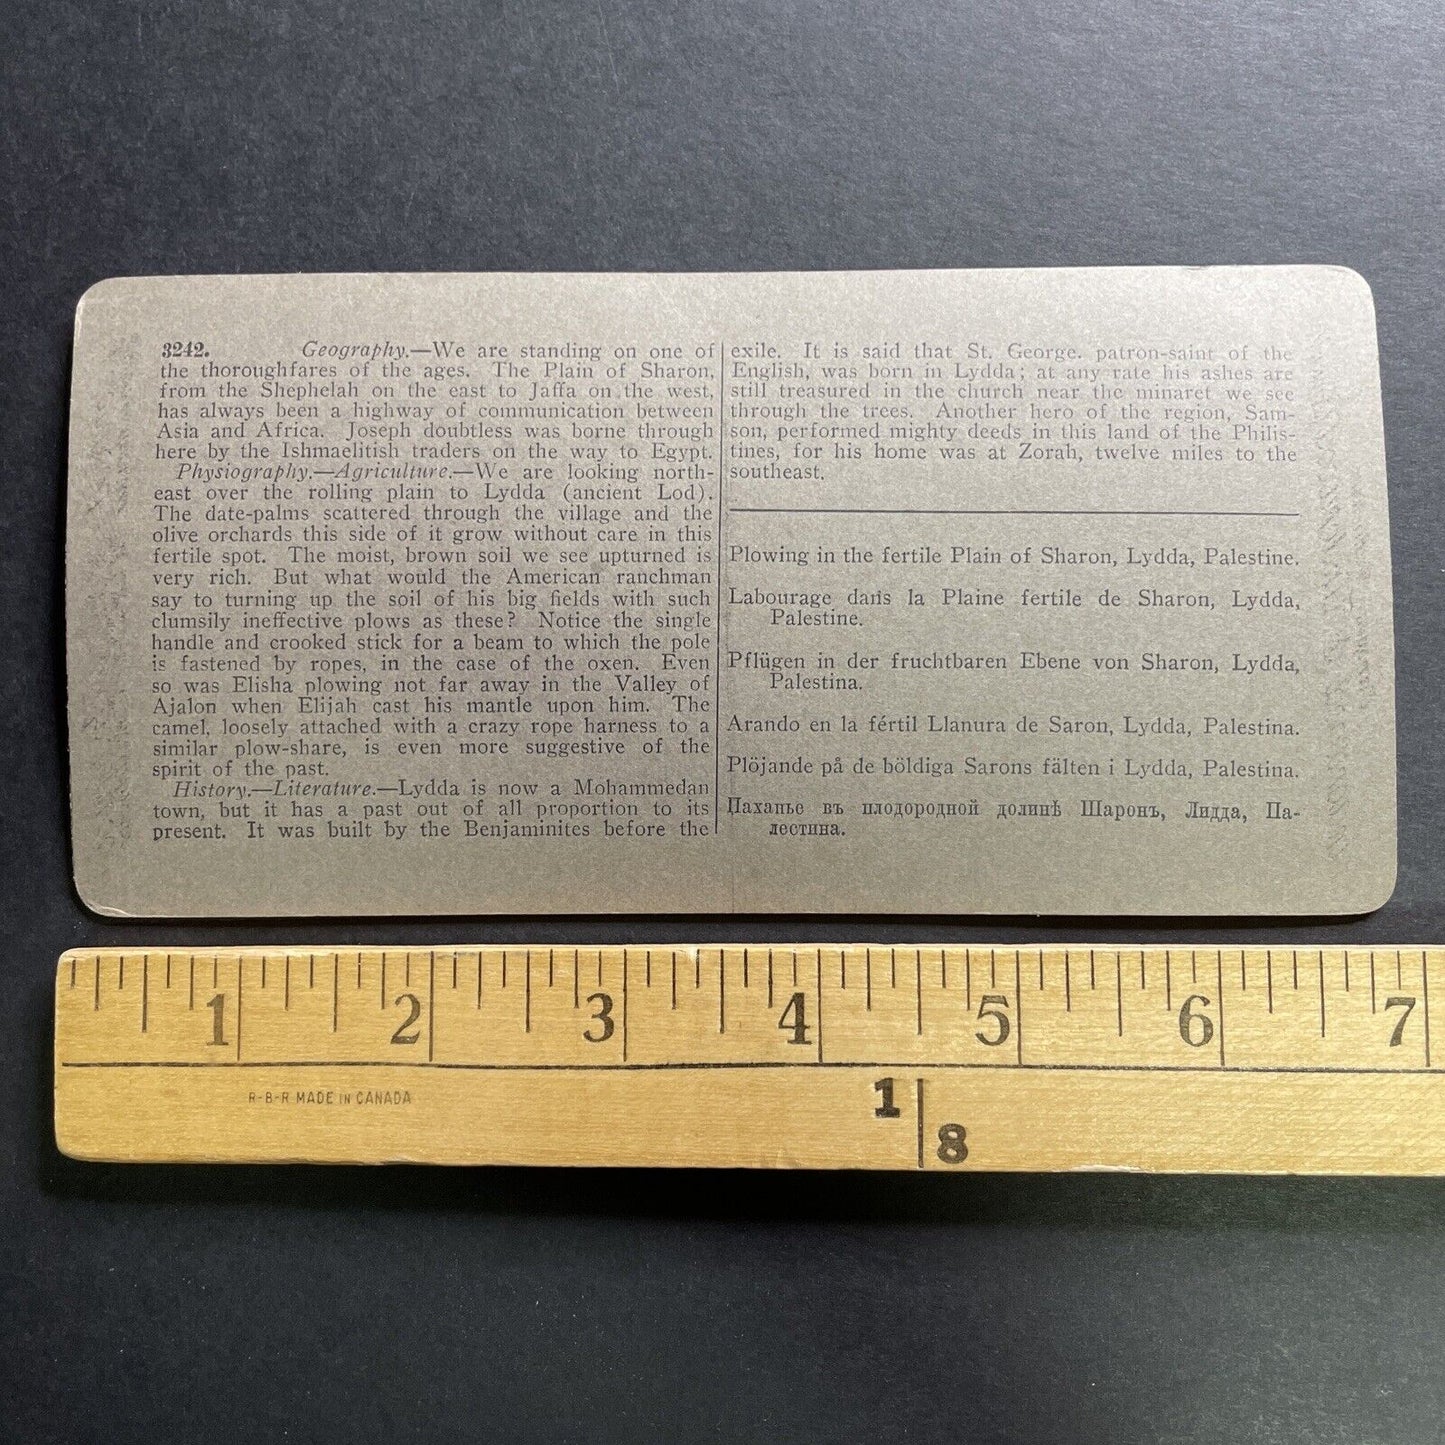 3242. Geography.—We are standing on one of
the thoroughfares of the ages. The Plain of Sharon,
from the Shephelah on the east to Jaffa on the west,
has always been a highway of communication between
Asia and Africa. Joseph doubtless was borne through
here by the Ishmaelitish traders on the way to Egypt.
Physiography.—Agriculture.—We are looking north-
east over the rolling plain to Lydda (ancient Lod).
The date-palms scattered through the village and the
olive orchards this side of it grow without care in this
fertile spot. The moist, brown soil we see upturned is
very rich. But what would the American ranchman
say to turning up the soil of his big fields with such
clumsily ineffective plows as these? Notice the single
handle and crooked stick for a beam to which the pole
is fastened by ropes, in the case of the oxen. Even
so was Elisha plowing not far away in the Valley of
Ajalon when Elijah cast his mantle upon him. The
camel, loosely attached with a crazy rope harness to a
similar plow-share, is even more suggestive of the
spirit of the past.
History.—Literature.—Lydda is now a Mohammedan
town, but it has a past out of all proportion to its
present. It was built by the Benjaminites before the
exile. It is said that St. George. patron-saint of the
English, was born in Lydda; at any rate his ashes are
still treasured in the church near the minaret we see
through the trees. Another hero of the region, Sam-
son, performed mighty deeds in this land of the Philis-
tines, for his home was at Zorah, twelve miles to the
southeast.
Plowing in the fertile Plain of Sharon, Lydda, Palestine.
Labourage dans la Plaine fertile de Sharon, Lydda,
Palestine.
Pflügen in der fruchtbaren Ebene von Sharon, Lydda,
Palestina.
Arando en la fértil Llanura de Saron, Lydda, Palestina.
Plöjande på de böldiga Sarons fälten i Lydda, Palestina.
Паханье въ плодородной долинѣ Шаронъ, Лидда, Па-
лестина.
1 2 3 4 5 6 7
R-B-R MADE IN CANADA
1 8